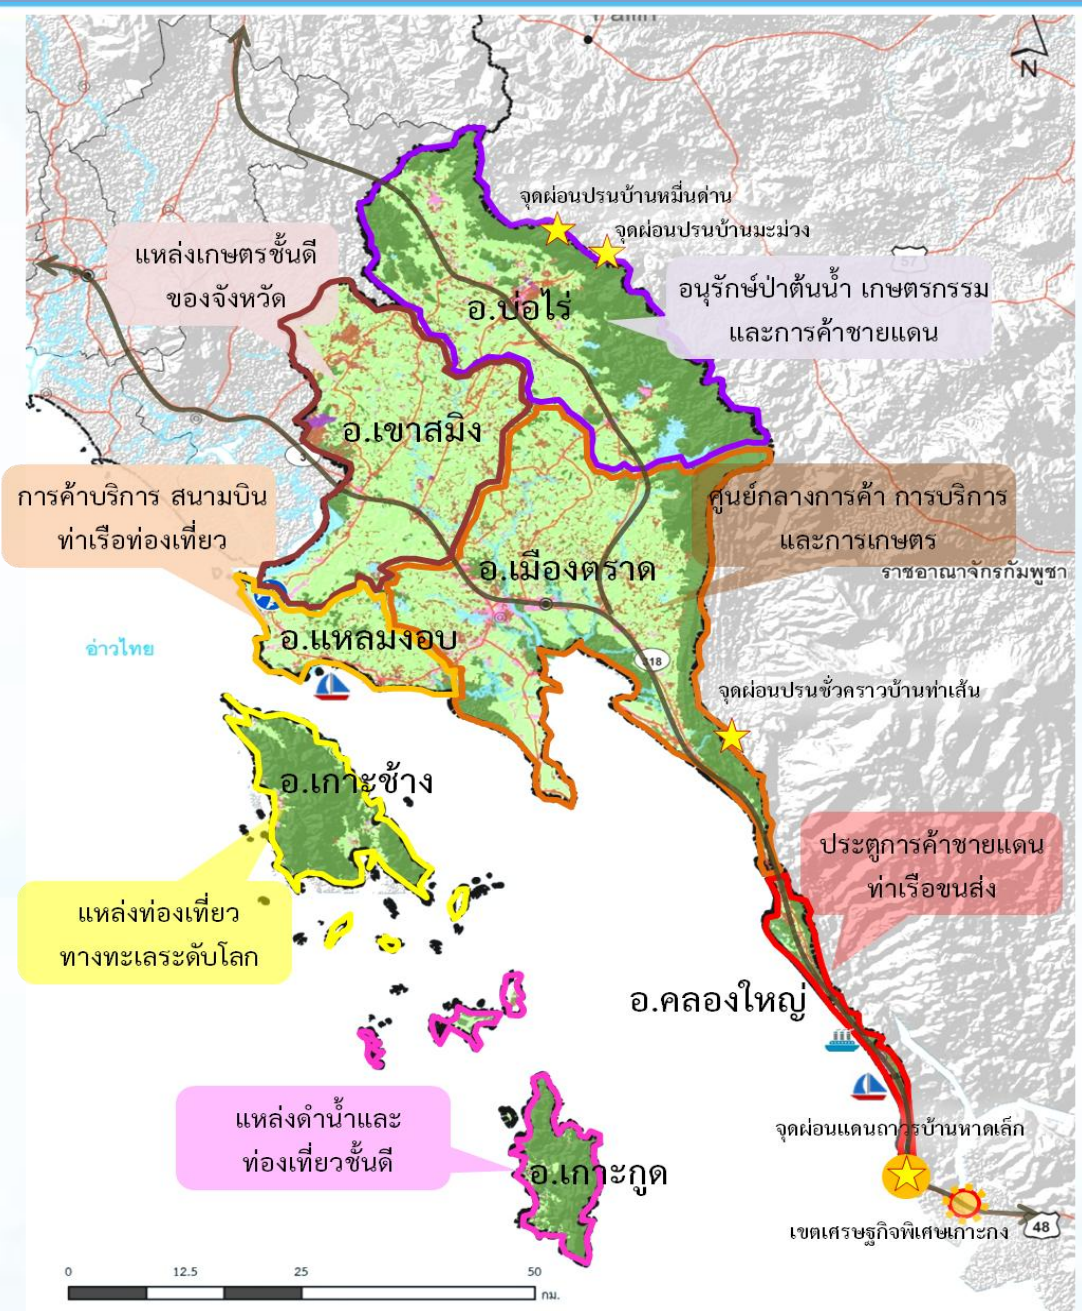 N
จุดผ่อนปรนบ้านหมื่นด่าน
จุดผ่อนปรนบ้านมะม่วง
แหล่งเกษตรชั้นดี
ของจังหวัด
57
อนุรักษ์ป่าต้นน้ำ เกษตรกรรม
และการค้าชายแดน
อ.บ่อไร่
อ.เขาสมิง
3
การค้าบริการ สนามบิน
ท่าเรือท่องเที่ยว
ศูนย์กลางการค้า การบริการ
และการเกษตร
อ.เมืองตราด
ราชอาณาจักรกัมพูชา
อ.แหลมงอบ
อ่าวไทย
318
จุดผ่อนปรนชั่วคราวบ้านท่าเส้น
อ.เกาะช้าง
ประตูการค้าชายแดน
ท่าเรือขนส่ง
แหล่งท่องเที่ยว
ทางทะเลระดับโลก
อ.คลองใหญ่
แหล่งดำน้ำและ
ท่องเที่ยวชั้นดี
จุดผ่อนแดนถาวรบ้านหาดเล็ก
อ.เกาะกูด
เขตเศรษฐกิจพิเศษเกาะกง
48
0 12.5 25 50
กม.